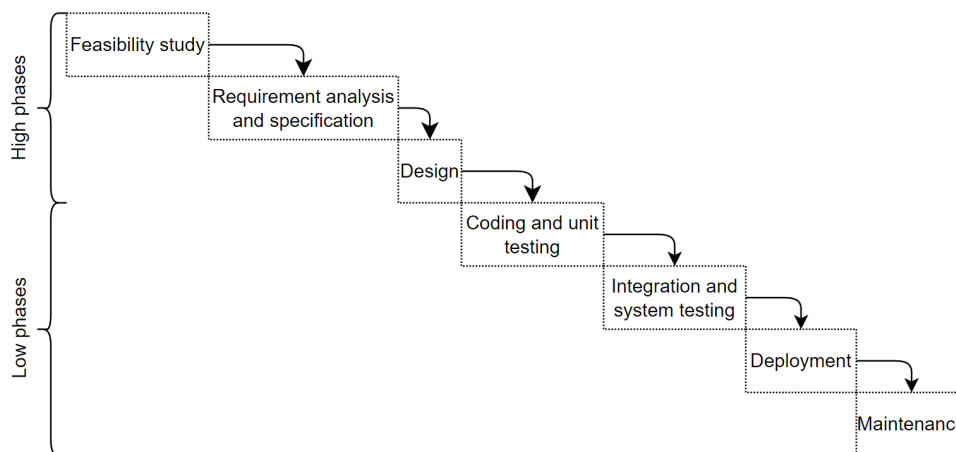 Feasibility study
High phases
Requirement analysis
and specification
Design
Coding and unit
testing
Low phases
Integration and
system testing
Deployment
Maintenance